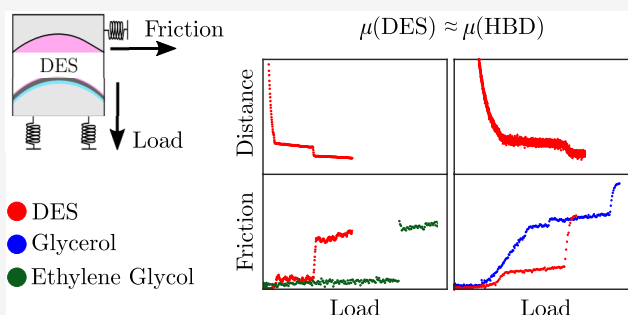 Friction
μ(DES) ≈ μ(HBD)
DES
Load
Distance
DES
Glycerol
Ethylene Glycol
Friction
Load
Load